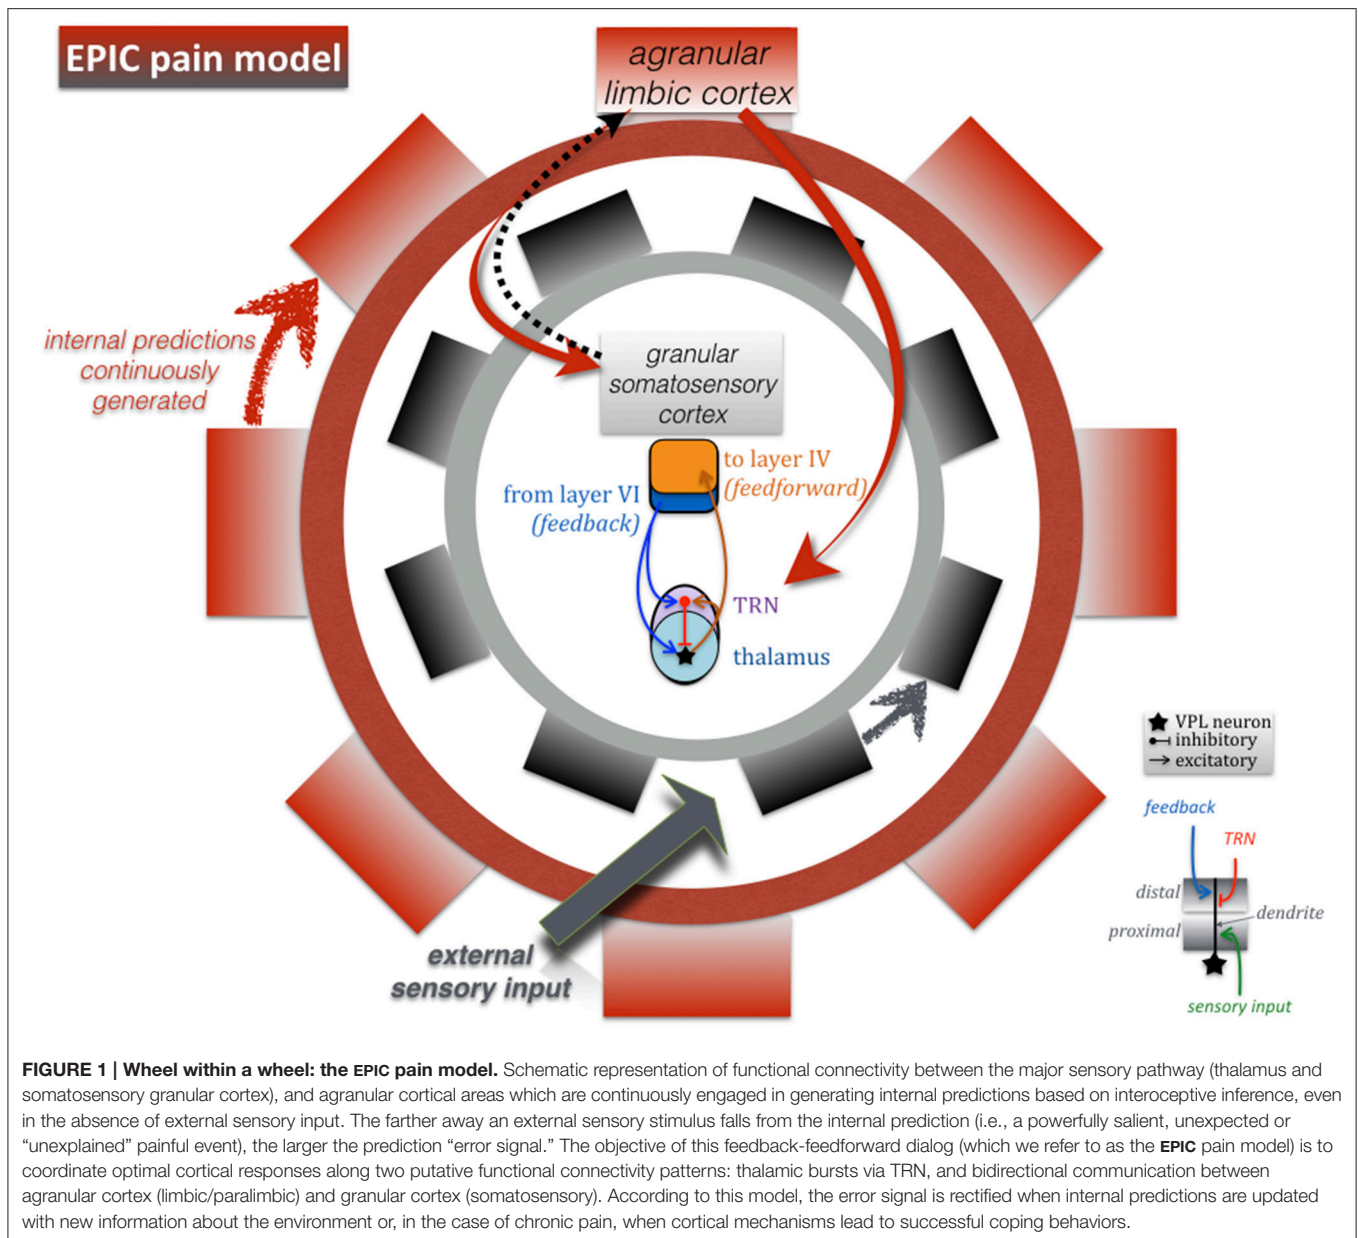 EPIC pain model
agranular
limbic cortex
internal predictions
continuously
generated
granular
somatosensory
cortex
to layer IV
(feedforward)
from layer VI
(feedback)
TRN
thalamus
VPL neuron
inhibitory
excitatory
feedback
TRN
distal
dendrite
proximal
sensory input
external
sensory input
FIGURE 1 | Wheel within a wheel: the EPIC pain model. Schematic representation of functional connectivity between the major sensory pathway (thalamus and
somatosensory granular cortex), and agranular cortical areas which are continuously engaged in generating internal predictions based on interoceptive inference, even
in the absence of external sensory input. The farther away an external sensory stimulus falls from the internal prediction (i.e., a powerfully salient, unexpected or
“unexplained” painful event), the larger the prediction “error signal.” The objective of this feedback-feedforward dialog (which we refer to as the EPIC pain model) is to
coordinate optimal cortical responses along two putative functional connectivity patterns: thalamic bursts via TRN, and bidirectional communication between
agranular cortex (limbic/paralimbic) and granular cortex (somatosensory). According to this model, the error signal is rectified when internal predictions are updated
with new information about the environment or, in the case of chronic pain, when cortical mechanisms lead to successful coping behaviors.